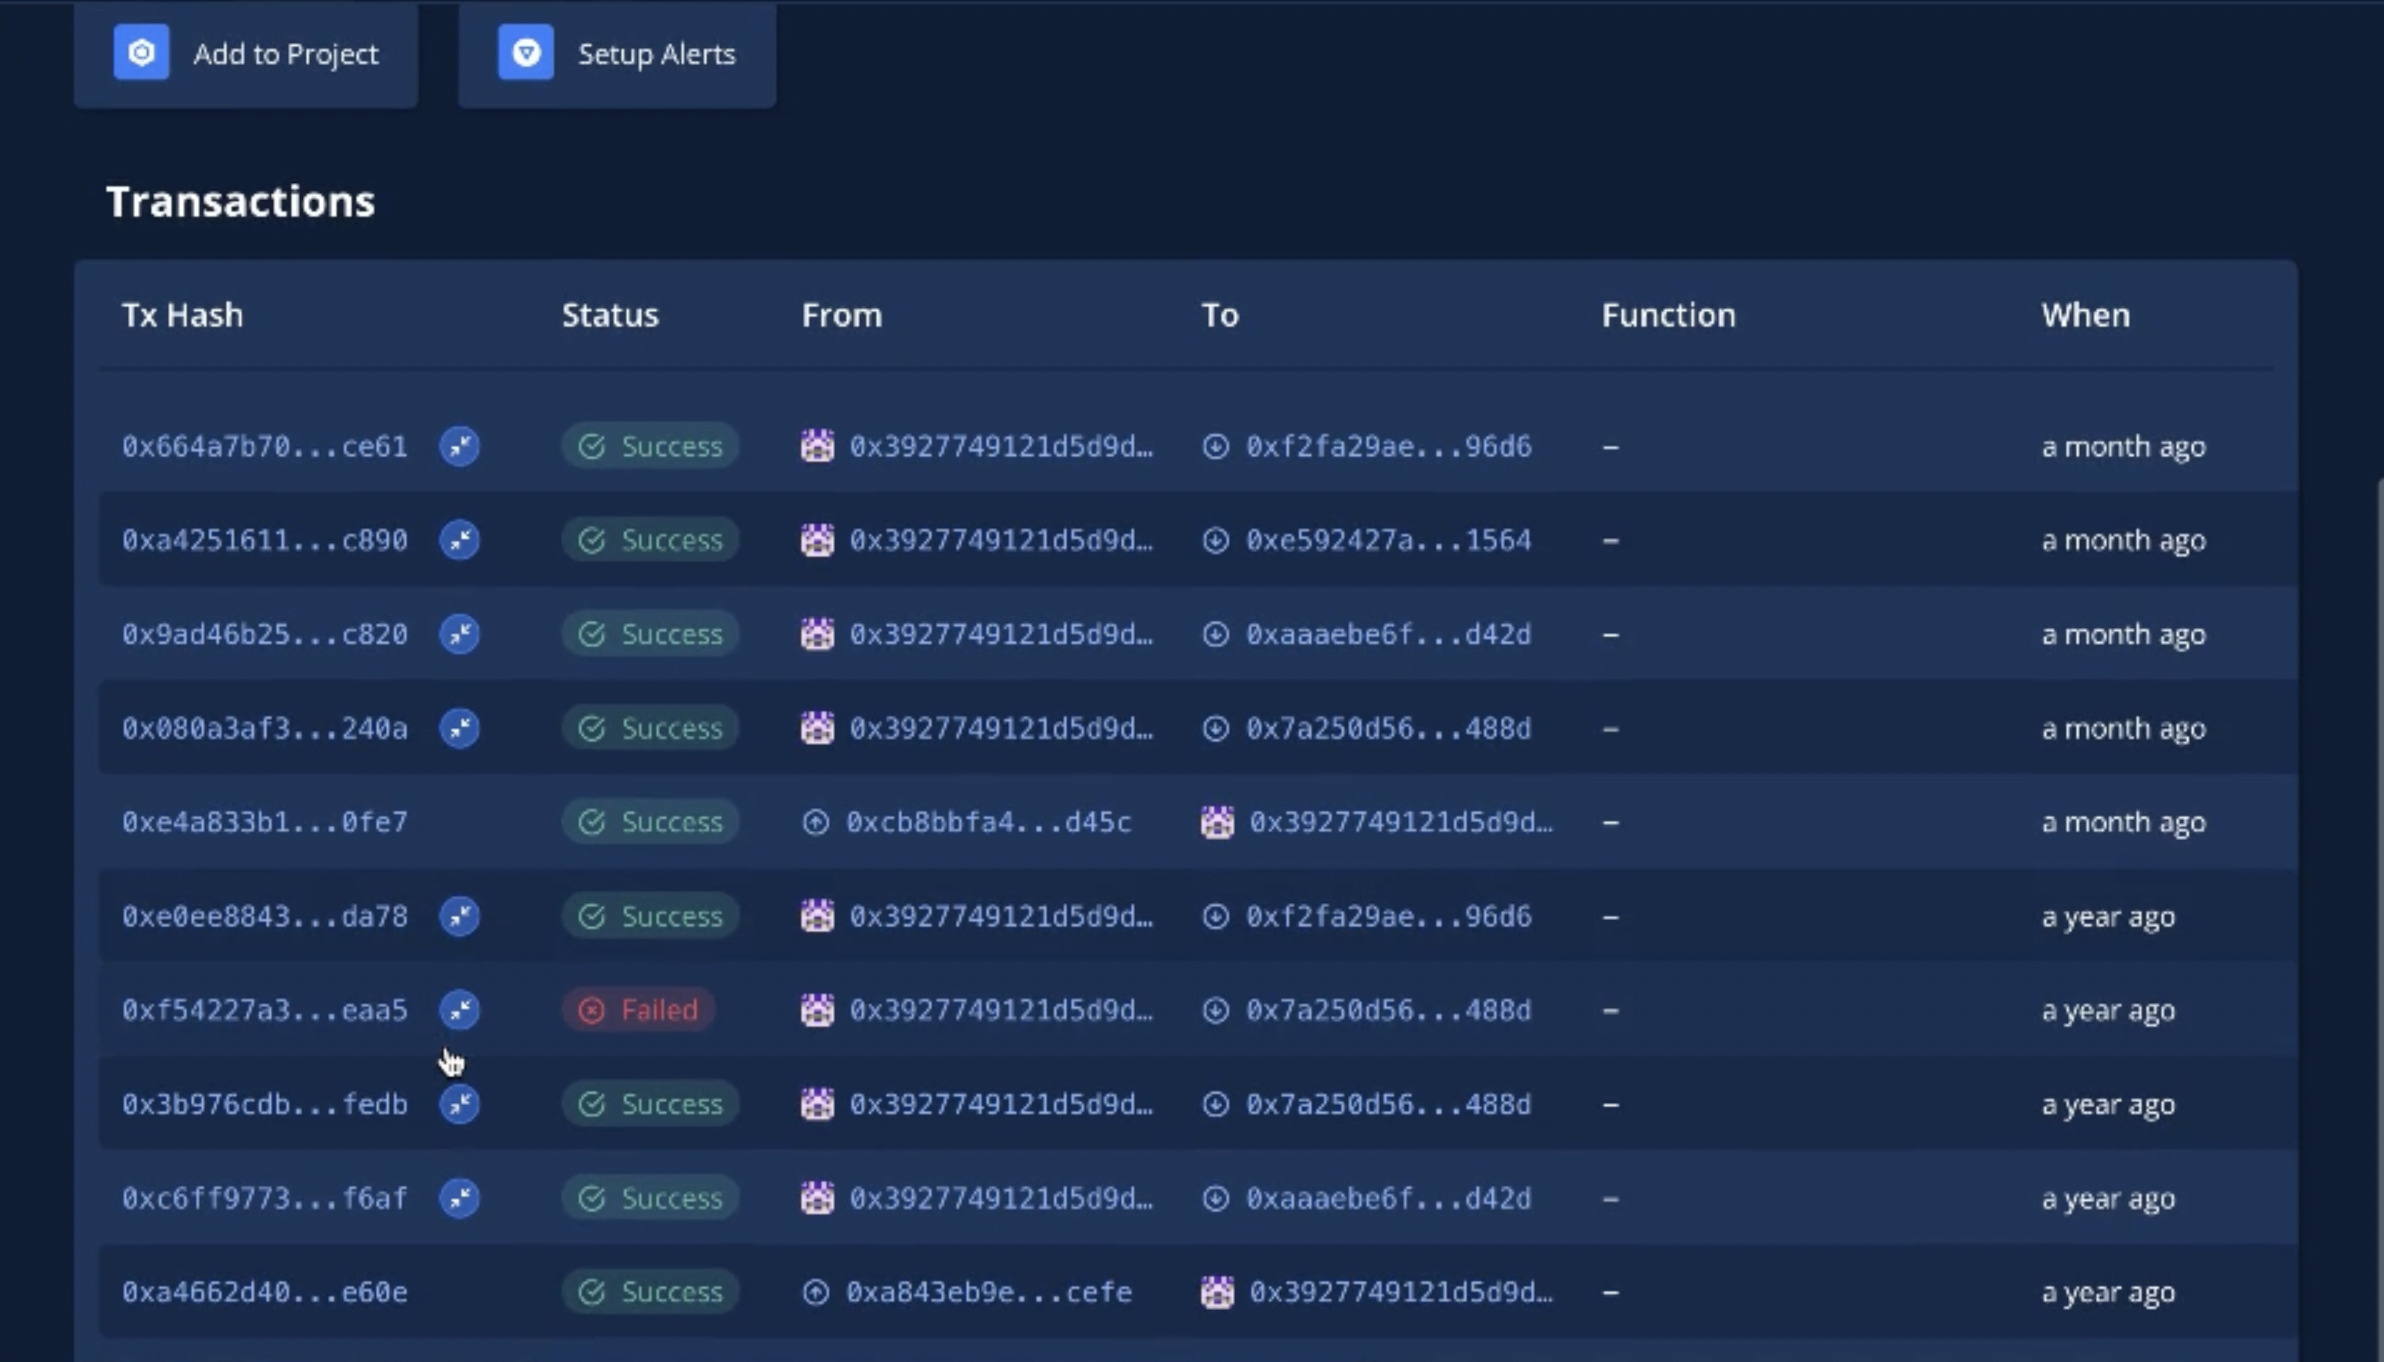 Add to Project Setup Alerts
Transactions
Tx Hash Status From To Function When
0x664a7b70...ce61 Success 0x3927749121d5d9d… 0xf2fa29ae...96d6 – a month ago
0xa4251611...c890 Success 0x3927749121d5d9d… 0xe592427a...1564 – a month ago
0x9ad46b25...c820 Success 0x3927749121d5d9d… 0xaaaebe6f...d42d – a month ago
0x080a3af3...240a Success 0x3927749121d5d9d… 0x7a250d56...488d – a month ago
0xe4a833b1...0fe7 Success 0xcb8bbfa4...d45c 0x3927749121d5d9d… – a month ago
0xe0ee8843...da78 Success 0x3927749121d5d9d… 0xf2fa29ae...96d6 – a year ago
0xf54227a3...eaa5 Failed 0x3927749121d5d9d… 0x7a250d56...488d – a year ago
0x3b976cdb...fedb Success 0x3927749121d5d9d… 0x7a250d56...488d – a year ago
0xc6ff9773...f6af Success 0x3927749121d5d9d… 0xaaaebe6f...d42d – a year ago
0xa4662d40...e60e Success 0xa843eb9e...cefe 0x3927749121d5d9d… – a year ago